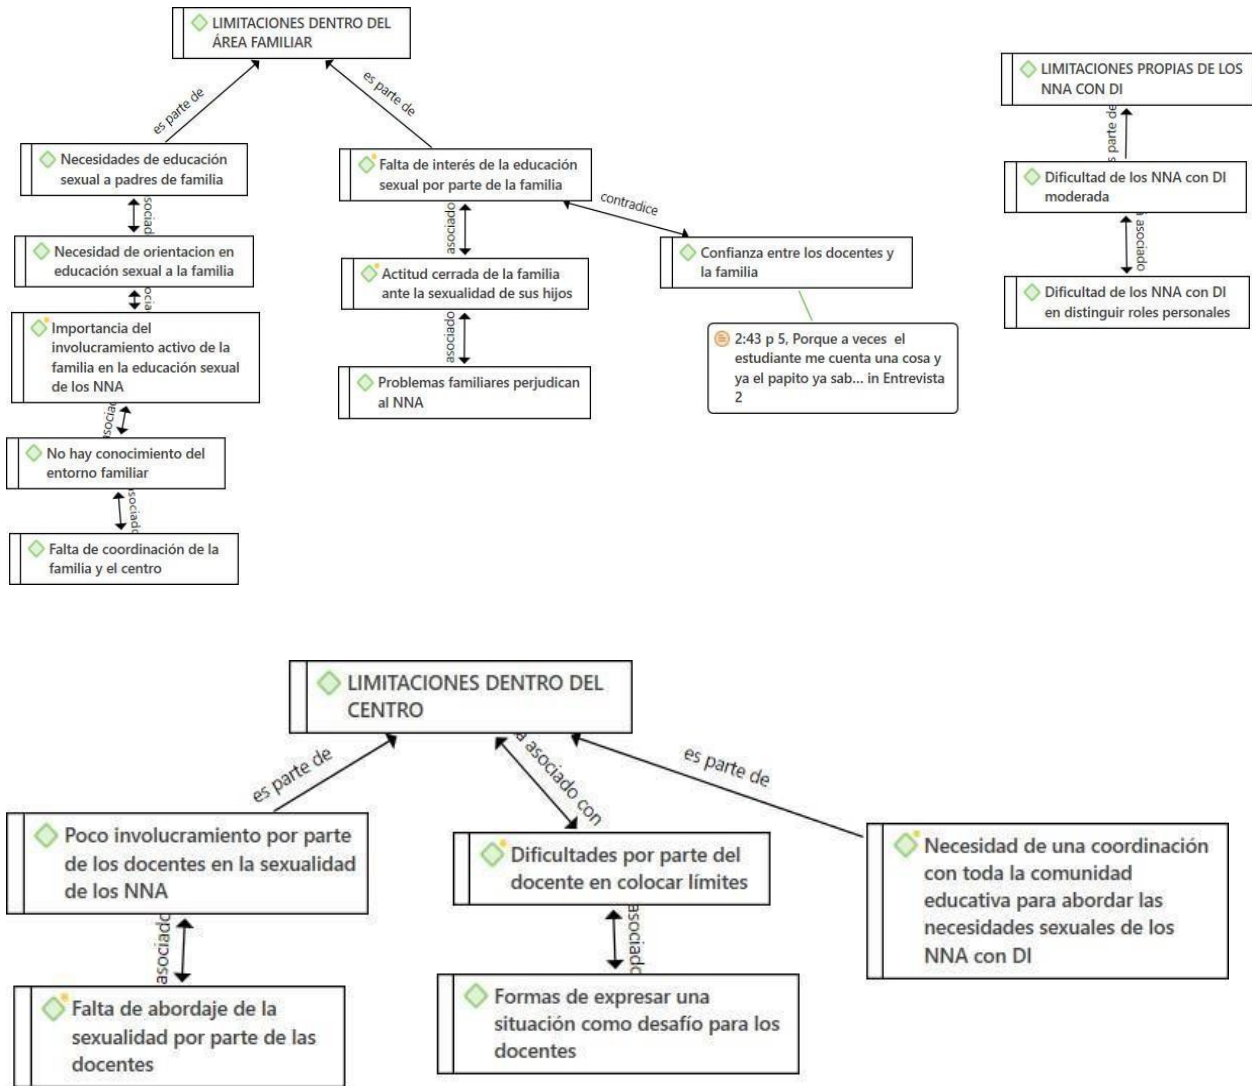 LIMITACIONES DENTRO DEL
ÁREA FAMILIAR
es parte de
es parte de
Necesidades de educación
sexual a padres de familia
Necesidad de orientacion en
educación sexual a la familia
Importancia del
involucramiento activo de la
familia en la educación sexual
de los NNA
asociado
No hay conocimiento del
entorno familiar
asociado
Falta de coordinación de la
familia y el centro
Falta de interés de la educación
sexual por parte de la familia
asociado
Actitud cerrada de la familia
ante la sexualidad de sus hijos
asociado
Problemas familiares perjudican
al NNA
contradice
Confianza entre los docentes y
la familia
2:43 p 5, Porque a veces el
estudiante me cuenta una cosa y
ya el papito ya sab... in Entrevista
2
LIMITACIONES PROPIAS DE LOS
NNA CON DI
es parte de
Dificultad de los NNA con DI
moderada
a asociado
Dificultad de los NNA con DI
en distinguir roles personales
LIMITACIONES DENTRO DEL
CENTRO
es parte de
a asociado con
es parte de
Poco involucramiento por parte
de los docentes en la sexualidad
de los NNA
asociado
Falta de abordaje de la
sexualidad por parte de las
docentes
Dificultades por parte del
docente en colocar límites
asociado
Formas de expresar una
situación como desafío para los
docentes
Necesidad de una coordinación
con toda la comunidad
educativa para abordar las
necesidades sexuales de los
NNA con DI